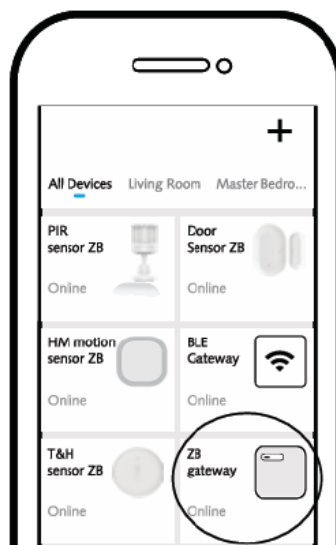 +
All Devices Living Room Master Bedro...
PIR
sensor ZB
Online
Door
Sensor ZB
Online
HM motion
sensor ZB
Online
BLE
Gateway
Online
T&H
sensor ZB
Online
ZB
gateway
Online